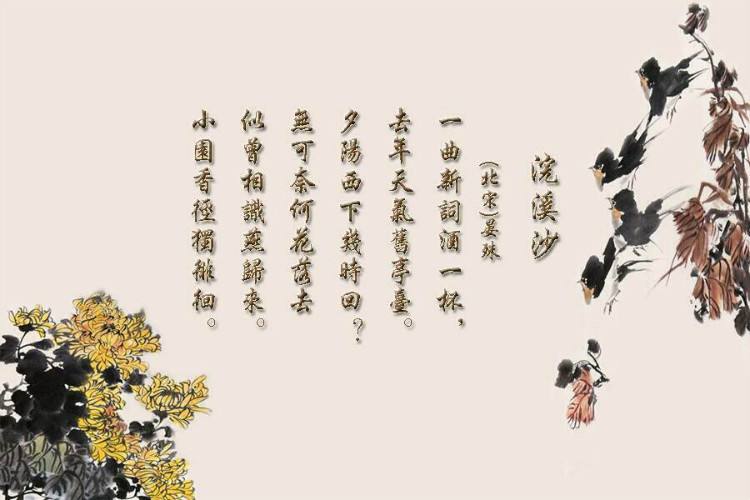 浣溪沙
(北宋)晏殊
一曲新詞酒一杯，
去年天氣舊亭臺。
夕陽西下幾時回？
無可奈何花落去
似曾相識燕歸來。
小園香徑獨徘徊。